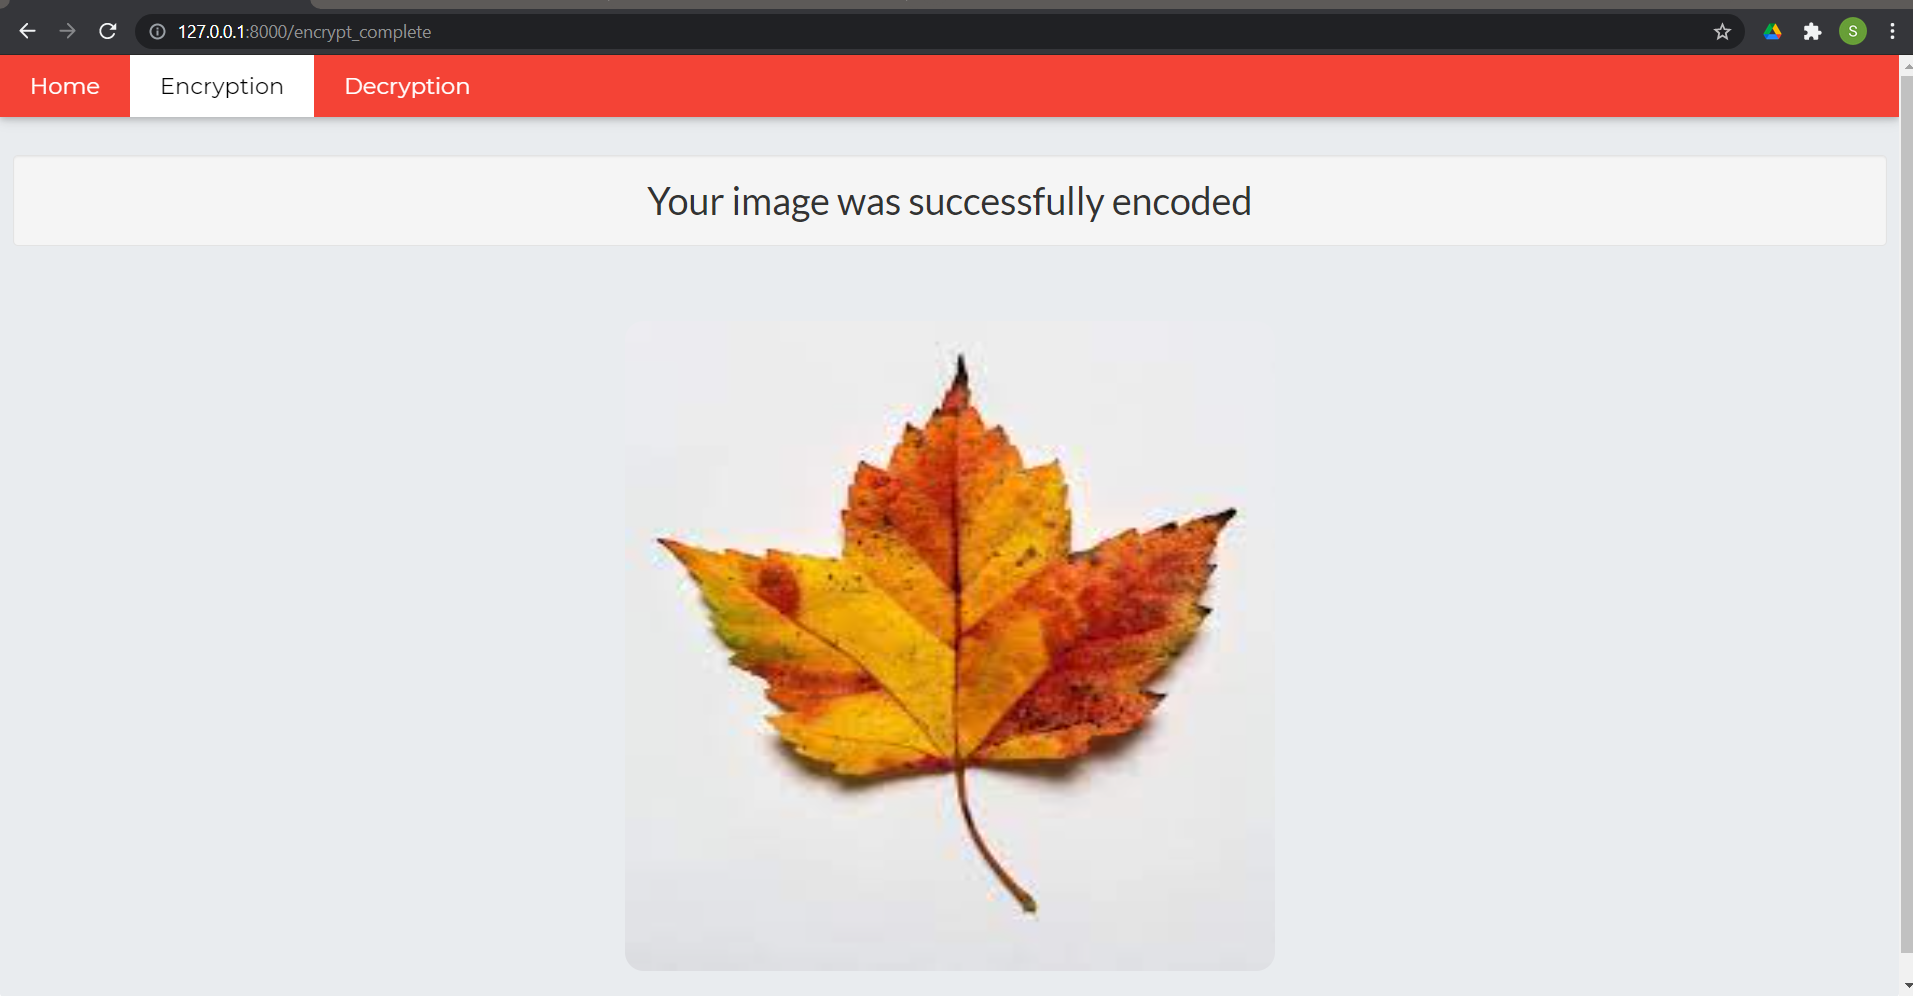 127.0.0.1:8000/encrypt_complete
S
Home
Encryption
Decryption
Your image was successfully encoded